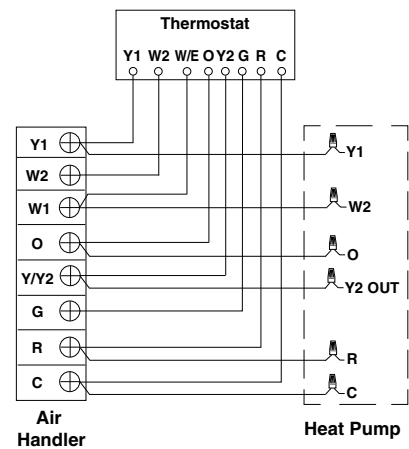 Thermostat
Y1 W2 W/E O Y2 G R C
Y1
W2
W1
O
Y/Y2
G
R
C
Y1
W2
O
Y2 OUT
R
C
Air
Handler
Heat Pump